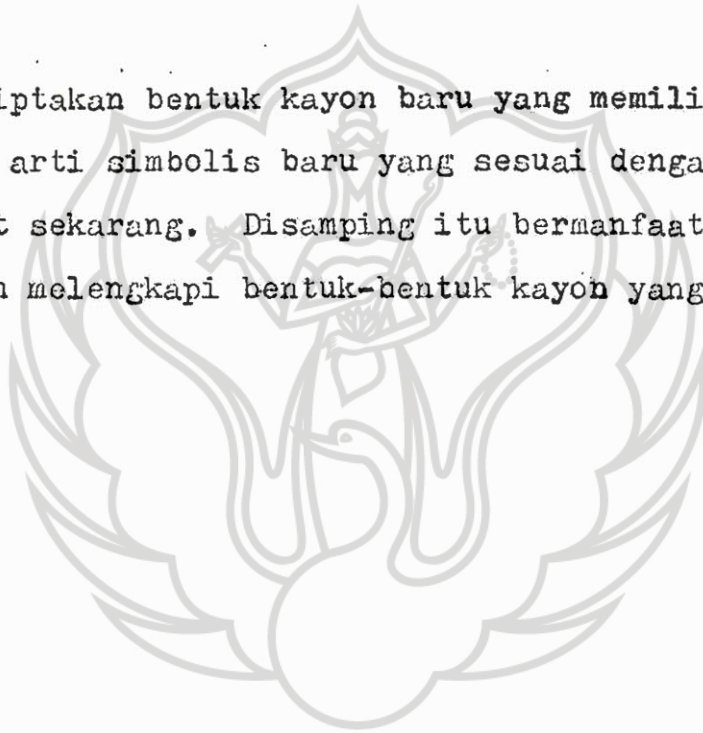 iptakan bentuk kayon baru yang memili
arti simbolis baru yang sesuai denga
t sekarang. Disamping itu bermanfaat
n melengkapi bentuk-bentuk kayon yang